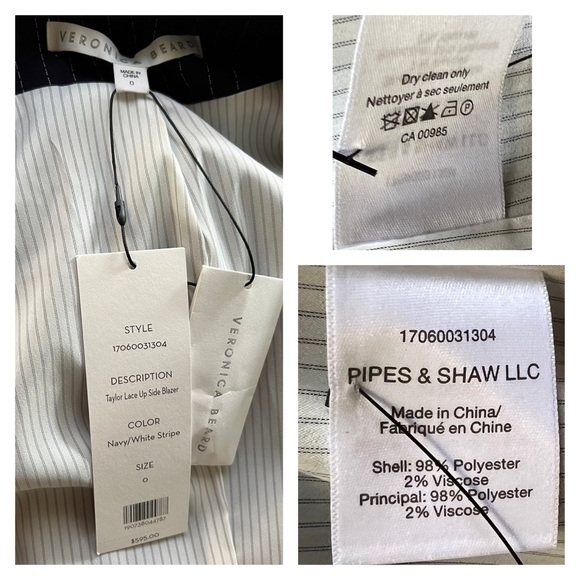 VERONICA BEARD
MADE IN
CHINA
0
STYLE
17060031304
DESCRIPTION
Taylor Lace Up Side Blazer
COLOR
Navy/White Stripe
SIZE
0
$595.00
VERONICA BEARD
Dry clean only
Nettoyer à sec seulement
CA 00985
17060031304
PIPES & SHAW LLC
Made in China/
Fabriqué en Chine
Shell: 98% Polyester
2% Viscose
Principal: 98% Polyester
2% Viscose